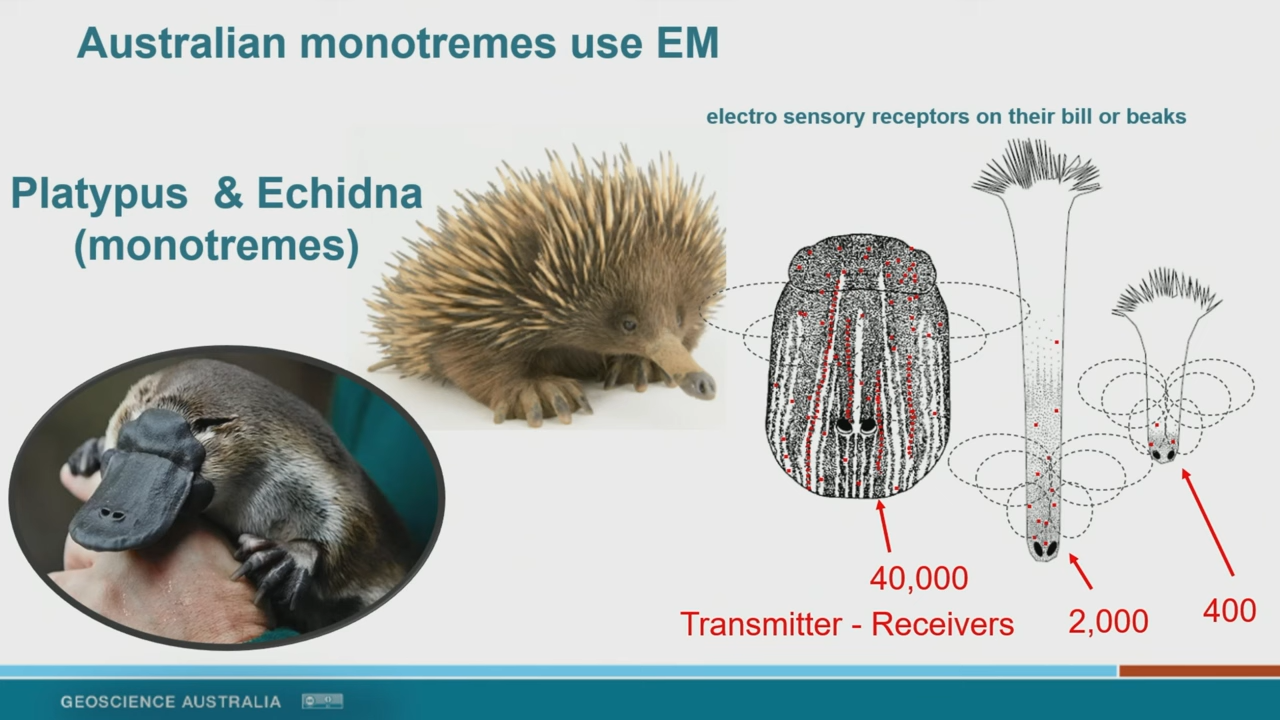 Australian monotremes use EM
electro sensory receptors on their bill or beaks
Platypus & Echidna
(monotremes)
40,000
Transmitter - Receivers
2,000
400
GEOSCIENCE AUSTRALIA